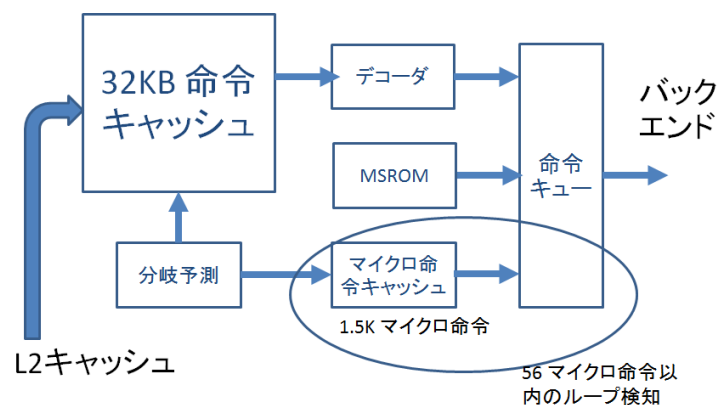 32KB 命令
キャッシュ
デコーダ
バック
エンド
MSROM
命令
キュー
分岐予測
マイクロ命
令キャッシュ
1.5K マイクロ命令
L2キャッシュ
56 マイクロ命令以
内のループ検知